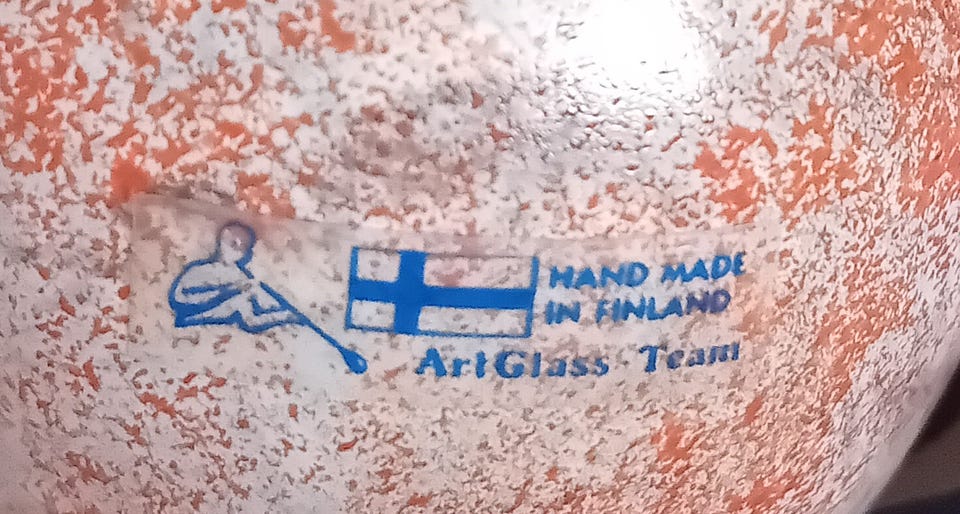 HAND MADE
IN FINLAND
ArtGlass Team